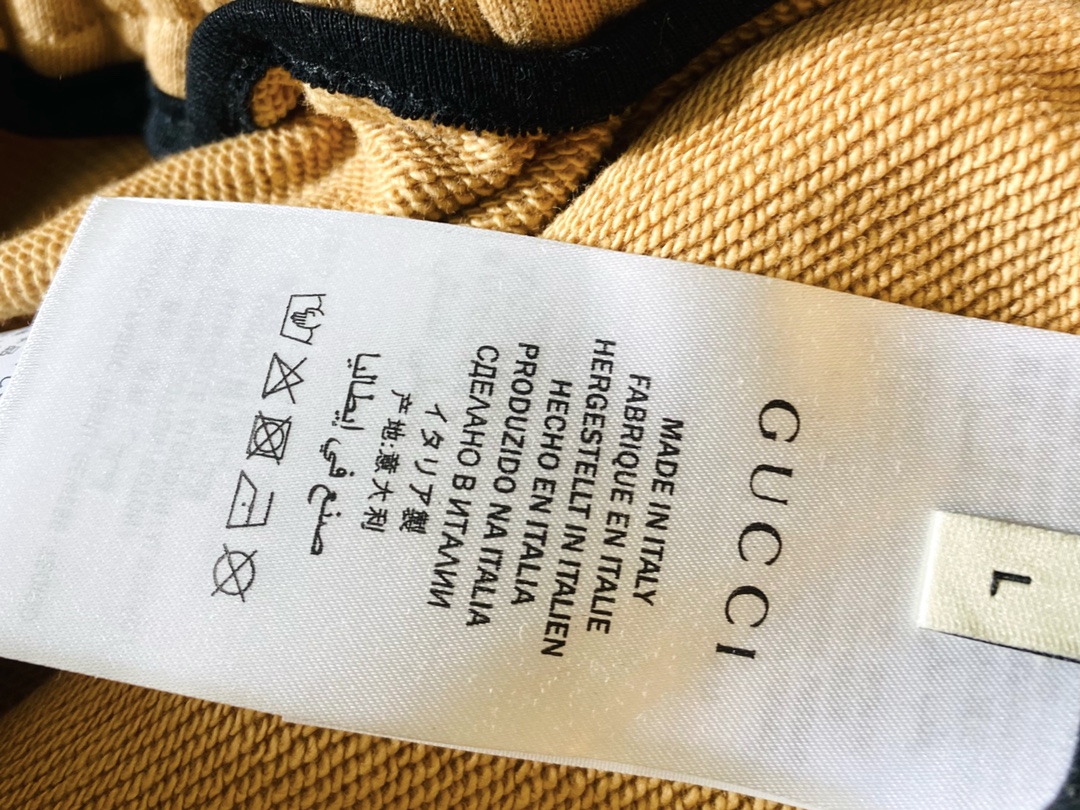 L
GUCCI
MADE IN ITALY
FABRIQUE EN ITALIE
HERGESTELLT IN ITALIEN
HECHO EN ITALIA
PRODUZIDO NA ITALIA
СДЕЛАНО В ИТАЛИИ
イタリア製
产地:意大利
صنع في إيطاليا